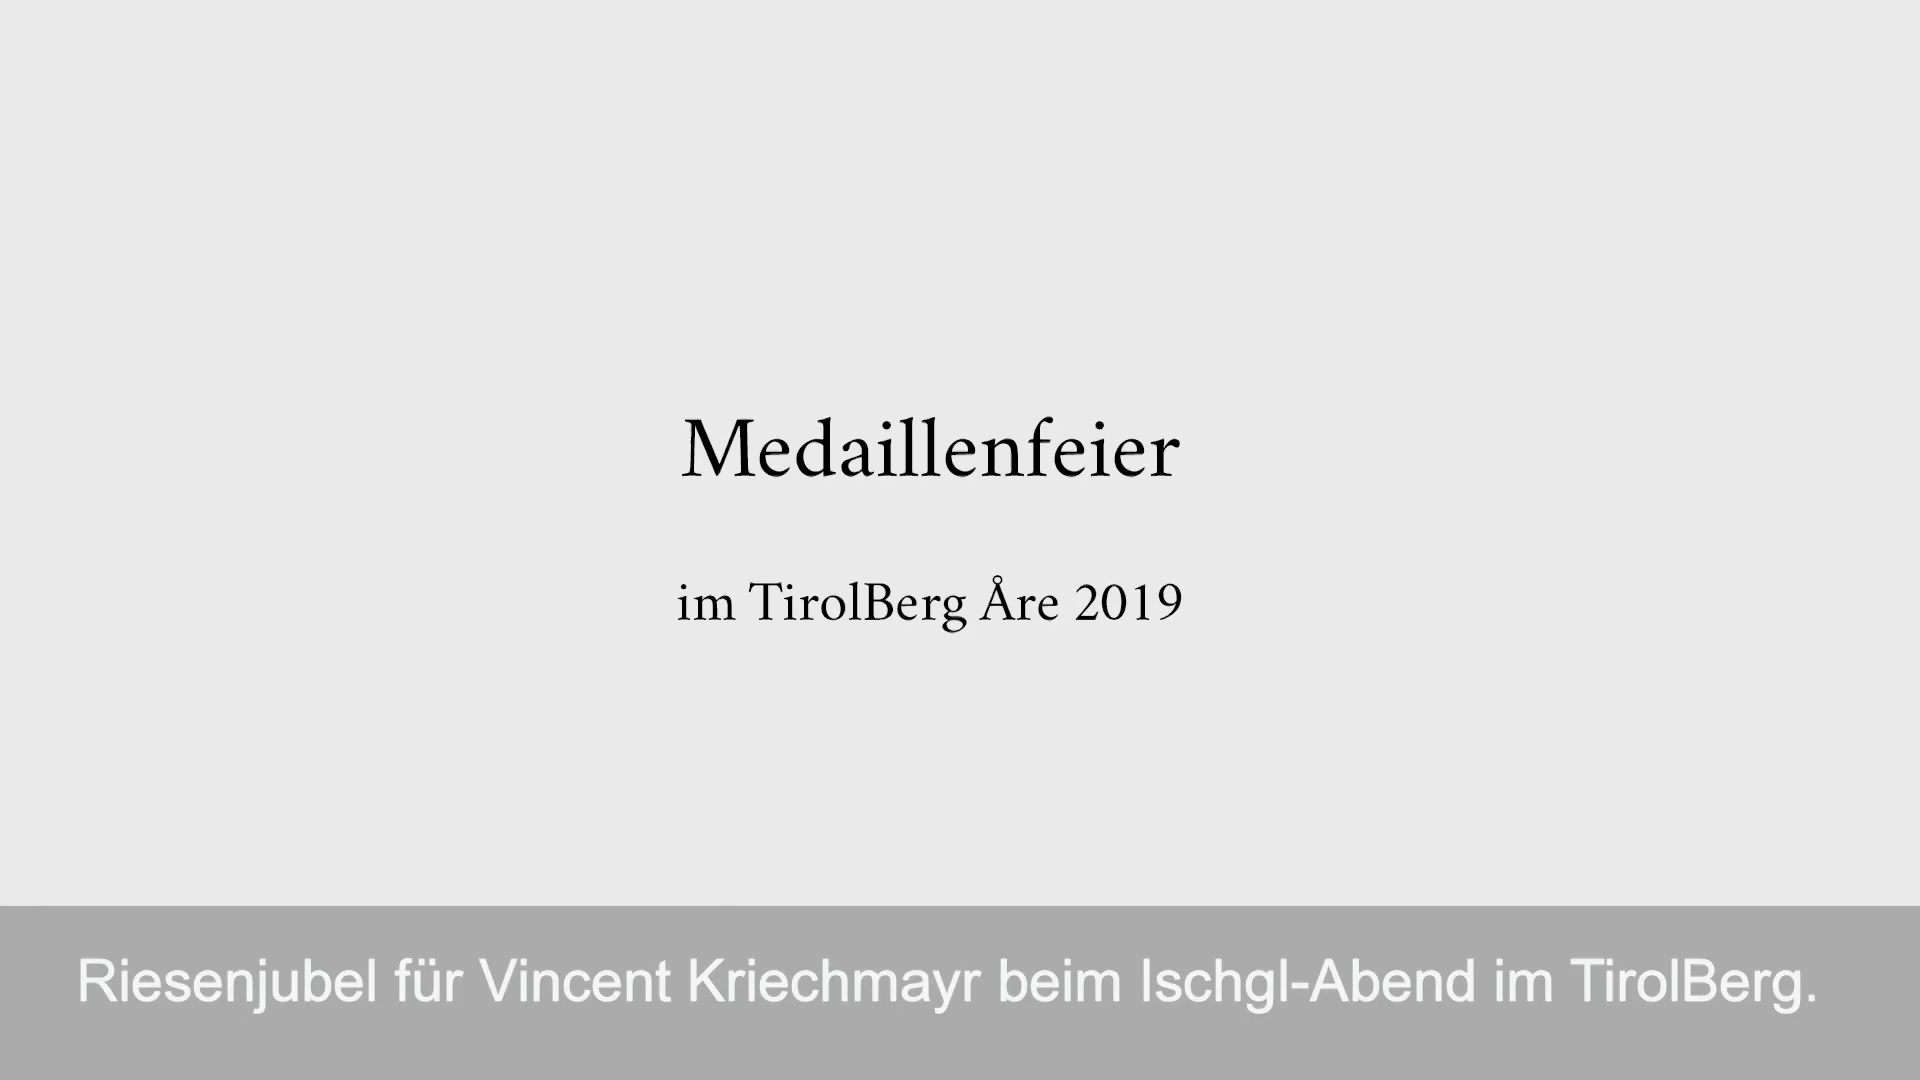 Medaillenfeier
im TirolBerg Åre 2019
Riesenjubel für Vincent Kriechmayr beim Ischgl-Abend im TirolBerg.